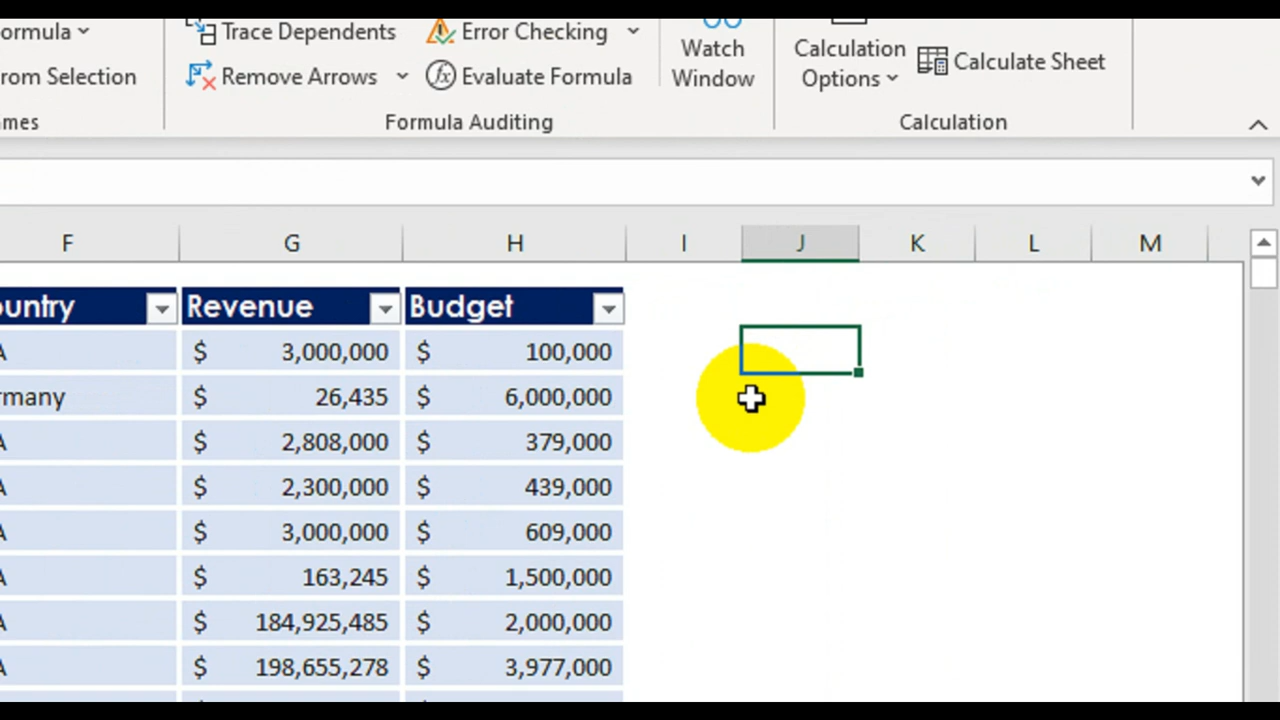 ormula Trace Dependents Error Checking
Watch Window
Calculation Options
Calculate Sheet
rom Selection Remove Arrows fx Evaluate Formula
mes Formula Auditing Calculation
F G H I J K L M
ountry Revenue Budget
A $ 3,000,000 $ 100,000
rmany $ 26,435 $ 6,000,000
A $ 2,808,000 $ 379,000
A $ 2,300,000 $ 439,000
A $ 3,000,000 $ 609,000
A $ 163,245 $ 1,500,000
A $ 184,925,485 $ 2,000,000
A $ 198,655,278 $ 3,977,000